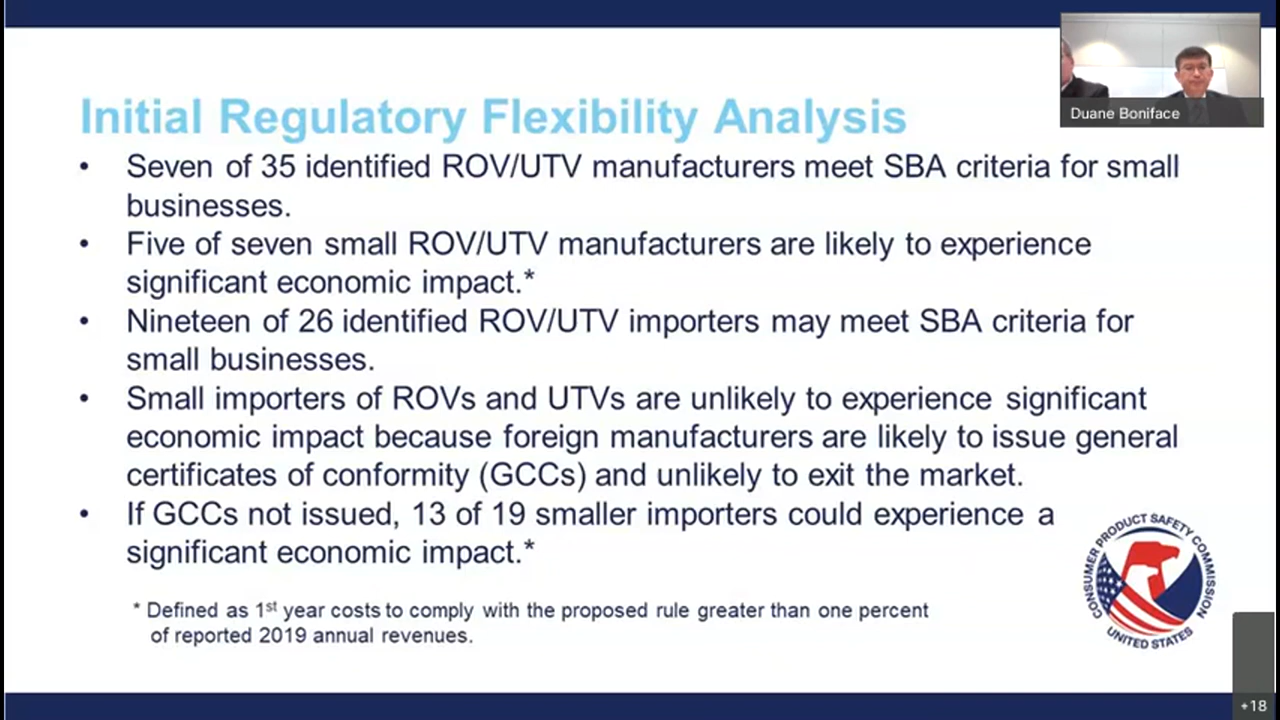 Initial Regulatory Flexibility Analysis
• Seven of 35 identified ROV/UTV manufacturers meet SBA criteria for small
businesses.
• Five of seven small ROV/UTV manufacturers are likely to experience
significant economic impact.*
• Nineteen of 26 identified ROV/UTV importers may meet SBA criteria for
small businesses.
• Small importers of ROVs and UTVs are unlikely to experience significant
economic impact because foreign manufacturers are likely to issue general
certificates of conformity (GCCs) and unlikely to exit the market.
• If GCCs not issued, 13 of 19 smaller importers could experience a
significant economic impact.*
* Defined as 1st year costs to comply with the proposed rule greater than one percent
of reported 2019 annual revenues.
Duane Boniface
CONSUMER PRODUCT SAFETY COMMISSION
UNITED STATES
+18